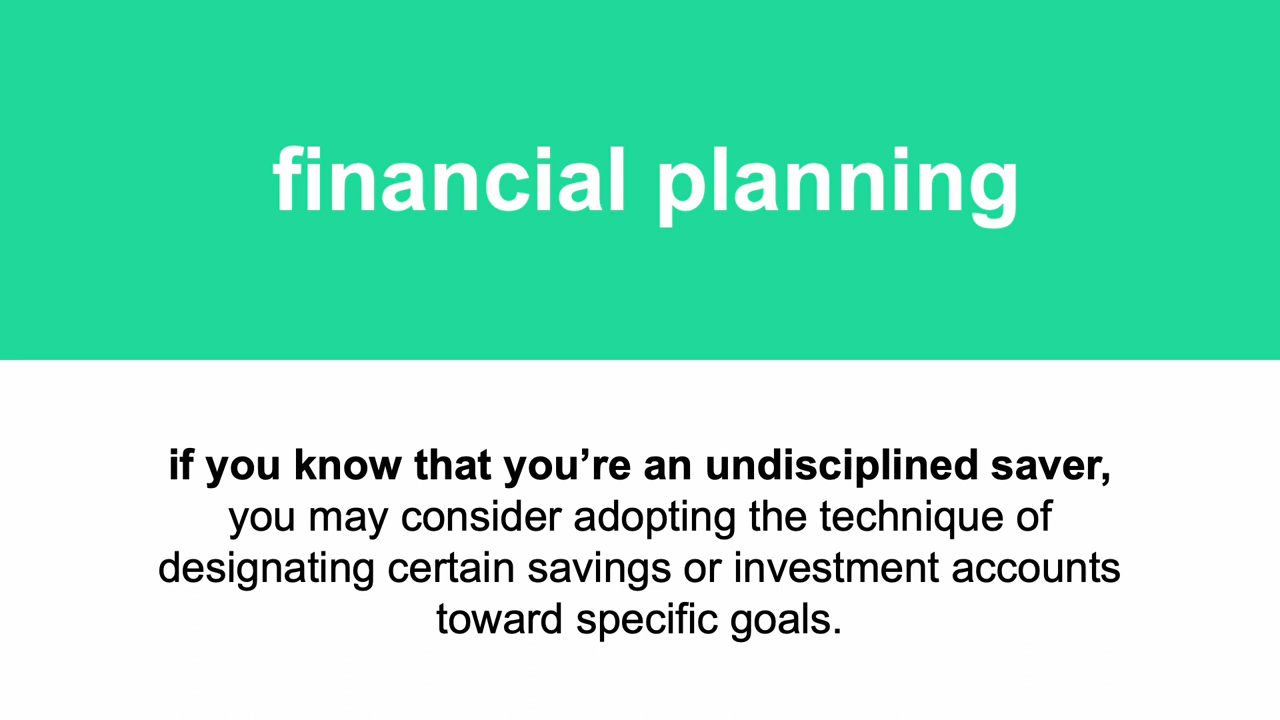 financial planning
if you know that you’re an undisciplined saver,
you may consider adopting the technique of
designating certain savings or investment accounts
toward specific goals.